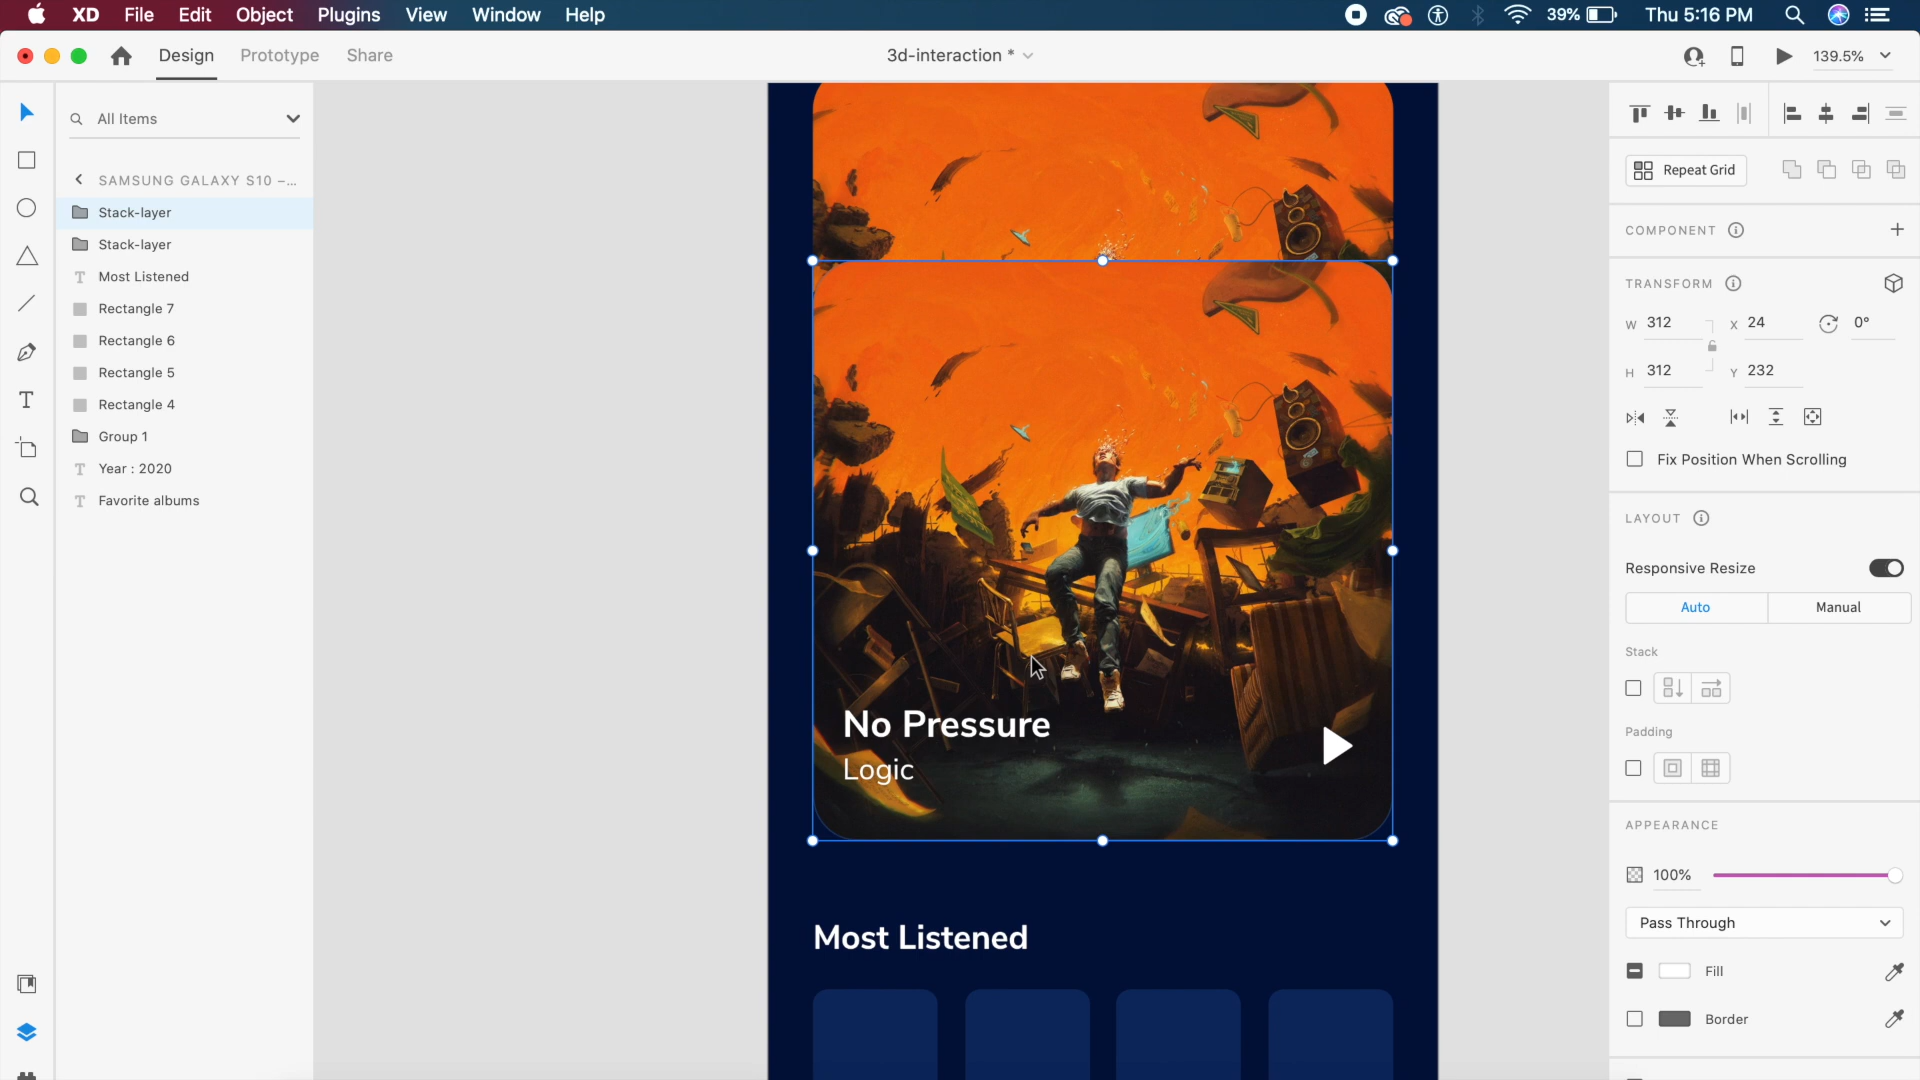 XD File Edit Object Plugins View Window Help 39% Thu 5:16 PM
Design Prototype Share 3d-interaction * 139.5%
All Items
SAMSUNG GALAXY S10 –...
Stack-layer
Stack-layer
Most Listened
Rectangle 7
Rectangle 6
Rectangle 5
Rectangle 4
Group 1
Year : 2020
Favorite albums
No Pressure
Logic
Most Listened
Repeat Grid
COMPONENT
TRANSFORM
W 312 X 24 0°
H 312 Y 232
Fix Position When Scrolling
LAYOUT
Responsive Resize
Auto Manual
Stack
Padding
APPEARANCE
100%
Pass Through
Fill
Border